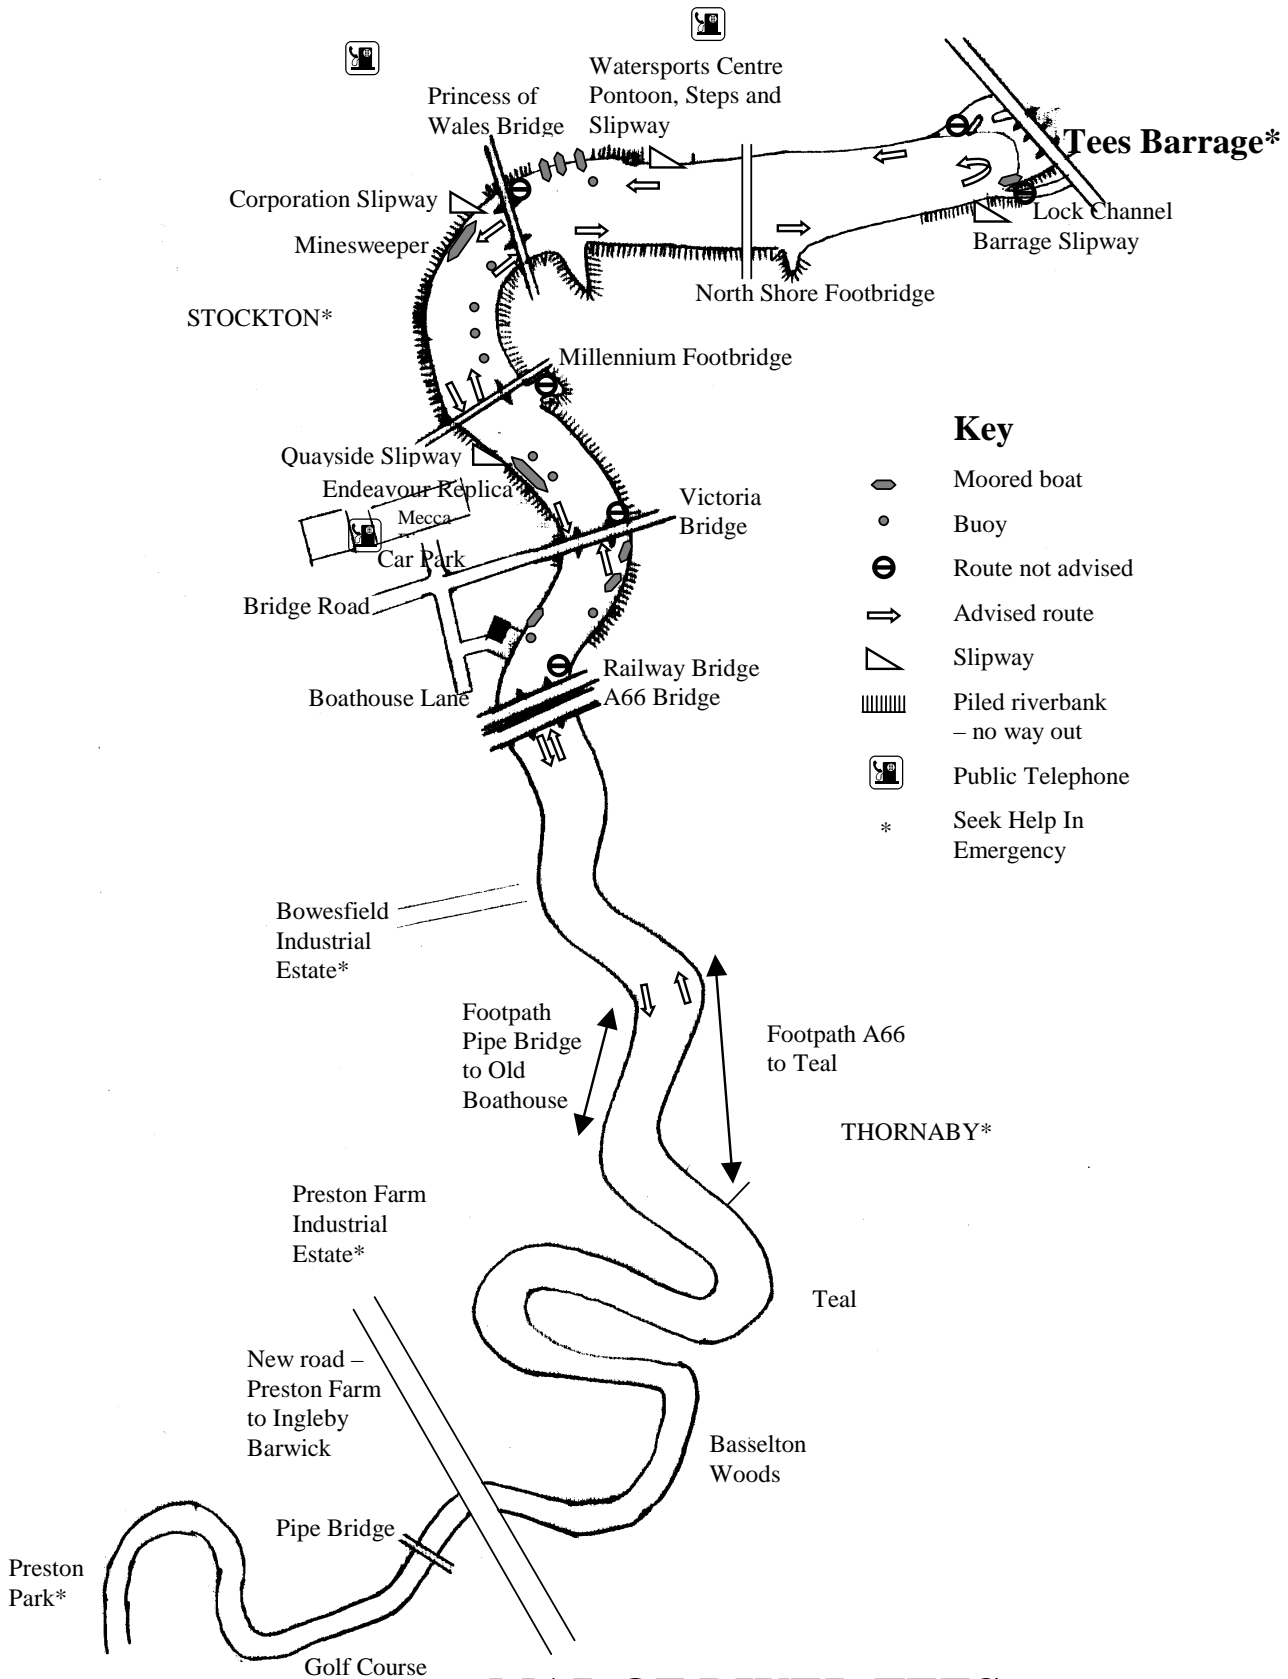 Watersports Centre
Pontoon, Steps and
Slipway
Princess of
Wales Bridge
Tees Barrage*
Corporation Slipway
Lock Channel
Barrage Slipway
Minesweeper
North Shore Footbridge
STOCKTON*
Millennium Footbridge
Key
Moored boat
Buoy
Route not advised
Advised route
Slipway
Piled riverbank
– no way out
Public Telephone
* Seek Help In
Emergency
Quayside Slipway
Endeavour Replica
Mecca
Car Park
Victoria
Bridge
Bridge Road
Railway Bridge
A66 Bridge
Boathouse Lane
Bowesfield
Industrial
Estate*
Footpath
Pipe Bridge
to Old
Boathouse
Footpath A66
to Teal
THORNABY*
Preston Farm
Industrial
Estate*
Teal
New road –
Preston Farm
to Ingleby
Barwick
Basselton
Woods
Pipe Bridge
Preston
Park*
Golf Course